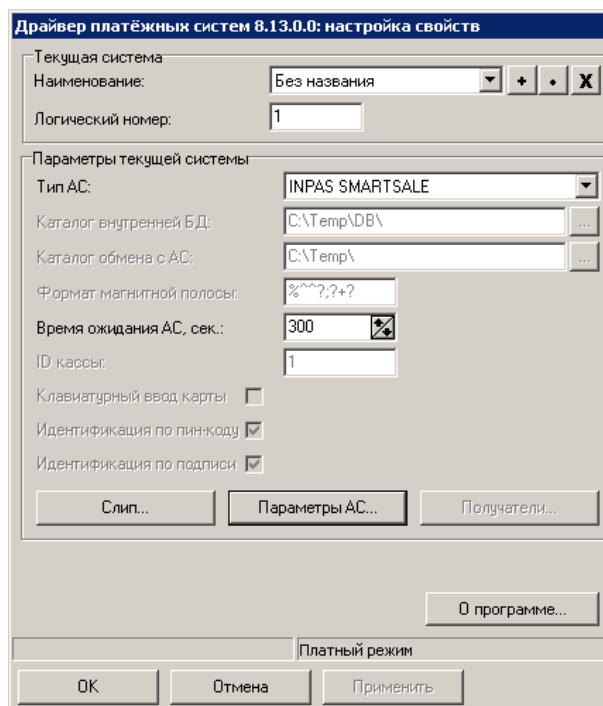 Драйвер платёжных систем 8.13.0.0: настройка свойств
Текущая система
Наименование: Без названия + • X
Логический номер: 1
Параметры текущей системы
Тип АС: INPAS SMARTSALE
Каталог внутренней БД: C:\Temp\DB\ ...
Каталог обмена с АС: C:\Temp\ ...
Формат магнитной полосы: %^^?;?+?
Время ожидания АС, сек.: 300
ID кассы: 1
Клавиатурный ввод карты
Идентификация по пин-коду
Идентификация по подписи
Слип... Параметры АС... Получатели...
О программе...
Платный режим
OK Отмена Применить